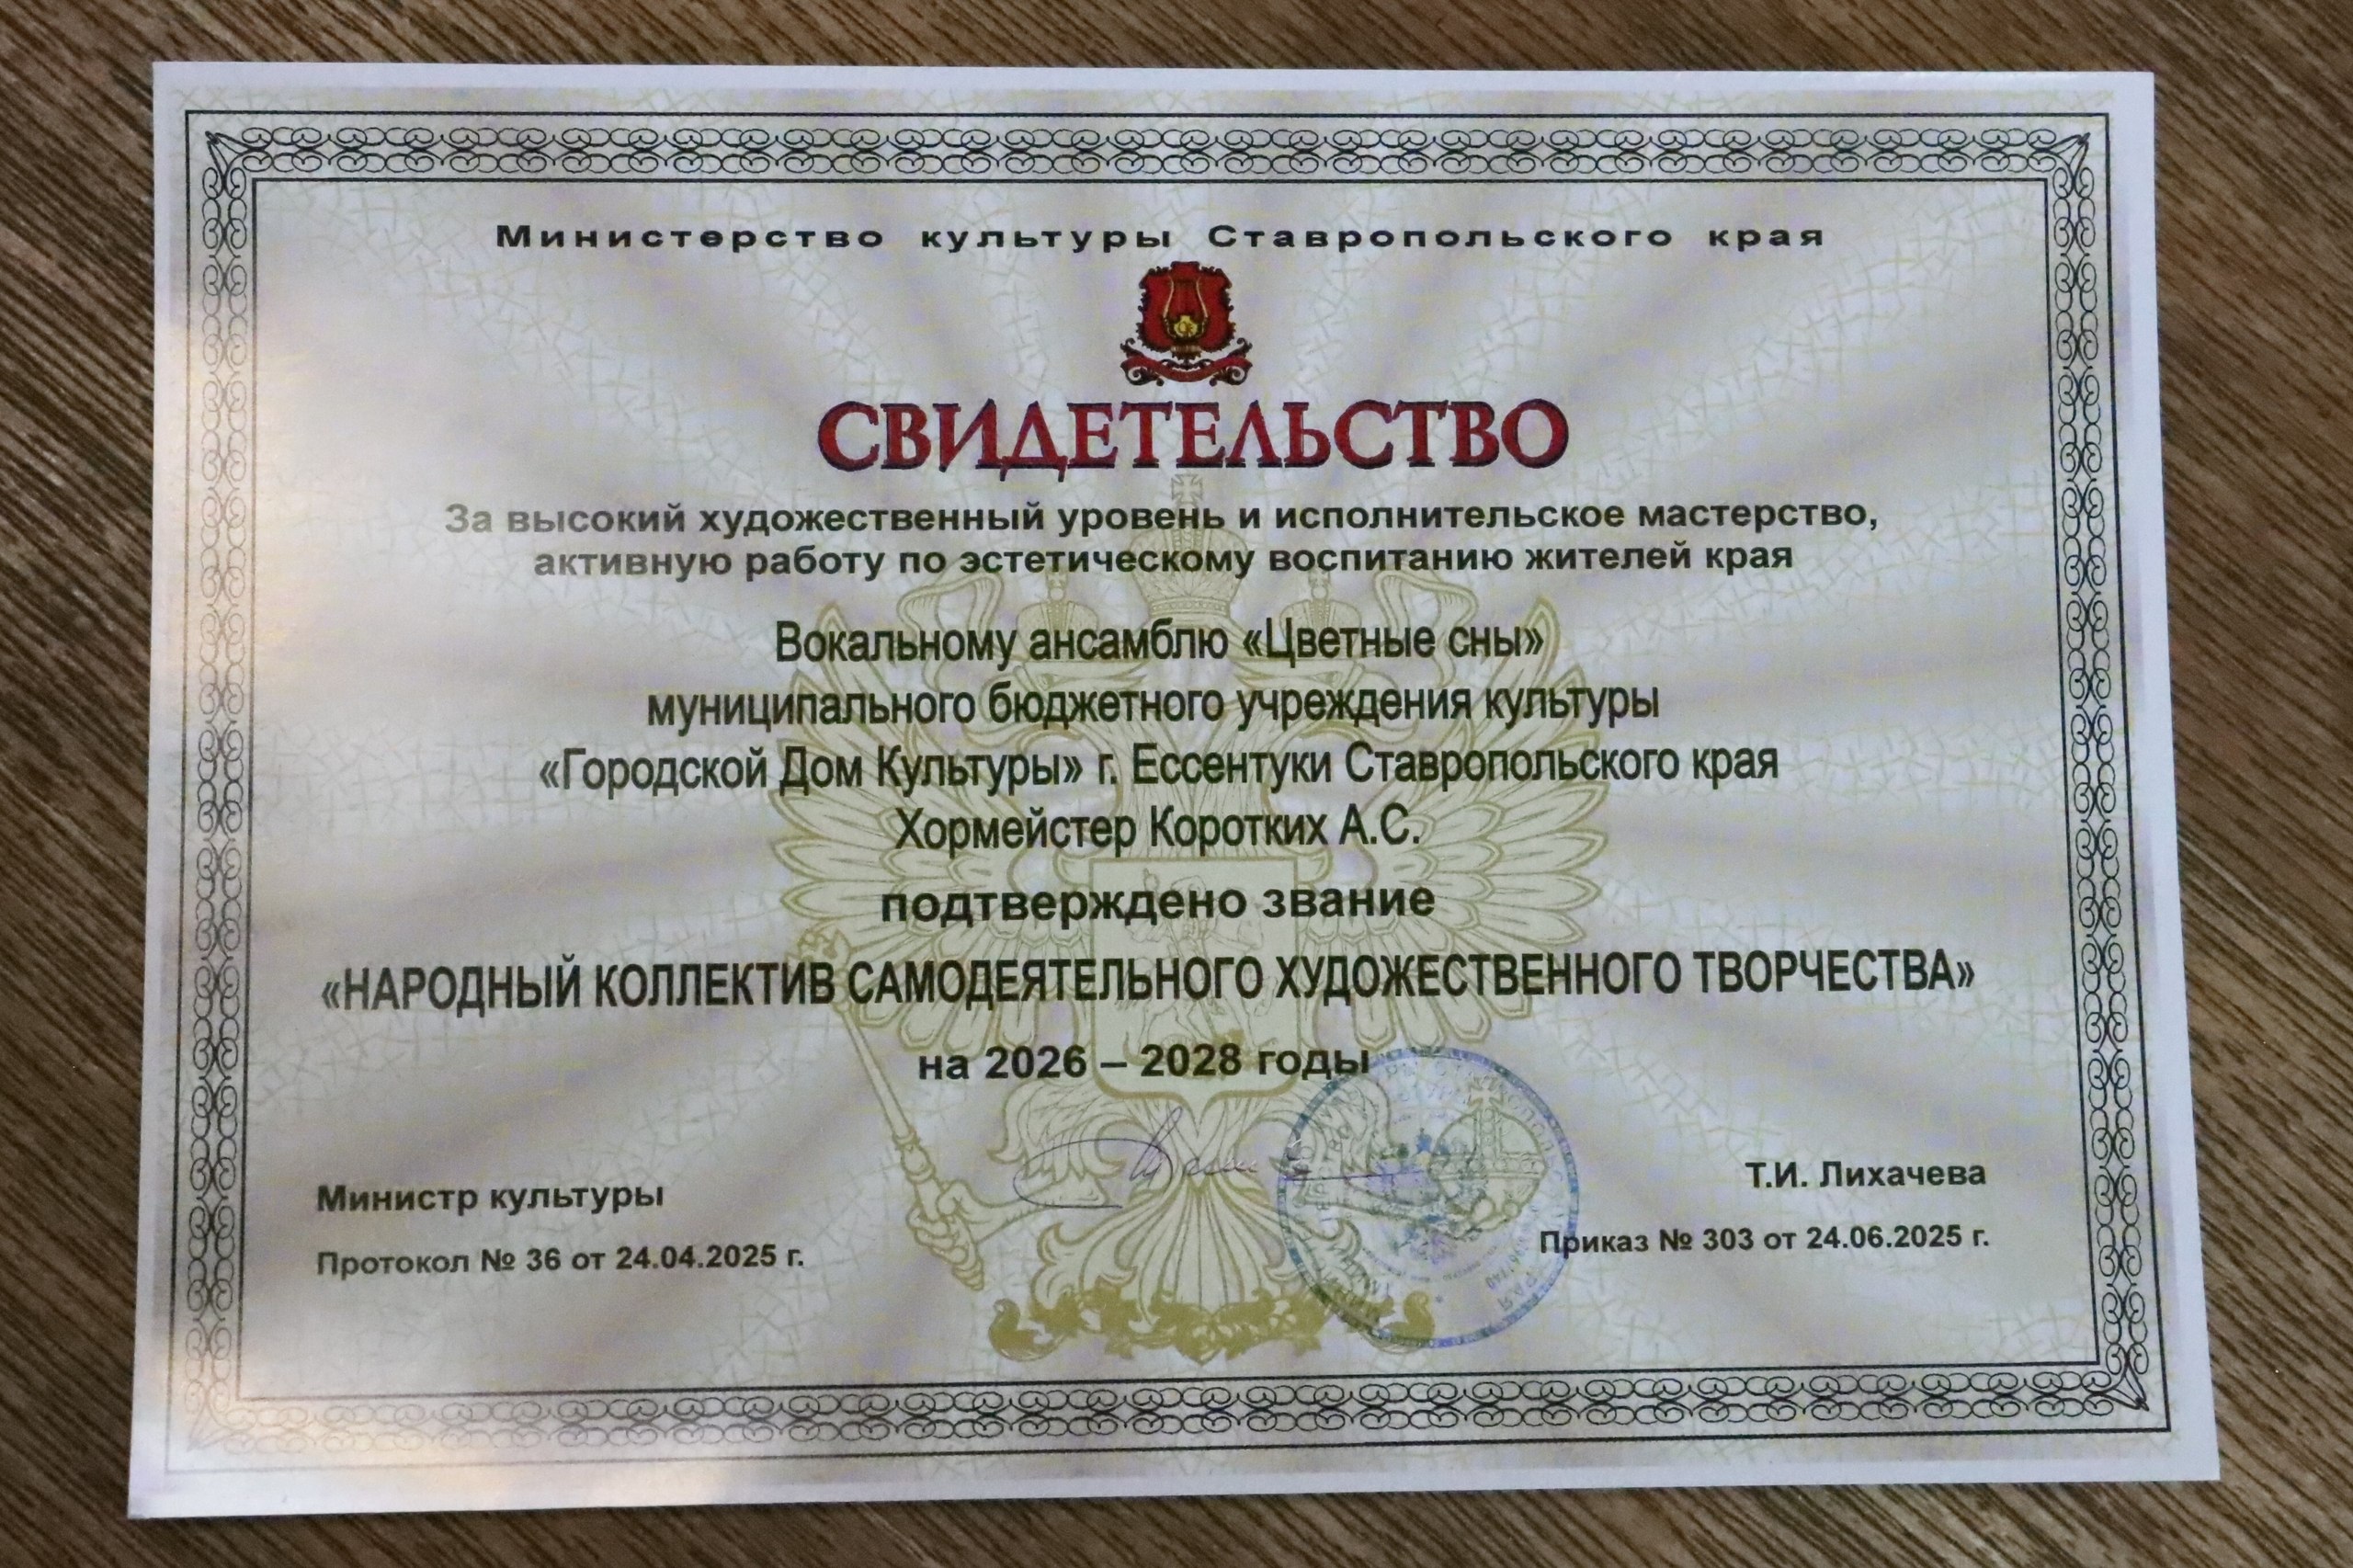 Министерство культуры Ставропольского края
СВИДЕТЕЛЬСТВО
За высокий художественный уровень и исполнительское мастерство,
активную работу по эстетическому воспитанию жителей края
Вокальному ансамблю «Цветные сны»
муниципального бюджетного учреждения культуры
«Городской Дом Культуры» г. Ессентуки Ставропольского края
Хормейстер Коротких А.С.
подтверждено звание
«НАРОДНЫЙ КОЛЛЕКТИВ САМОДЕЯТЕЛЬНОГО ХУДОЖЕСТВЕННОГО ТВОРЧЕСТВА»
на 2026 – 2028 годы
Министр культуры
Т.И. Лихачева
Протокол № 36 от 24.04.2025 г.
Приказ № 303 от 24.06.2025 г.